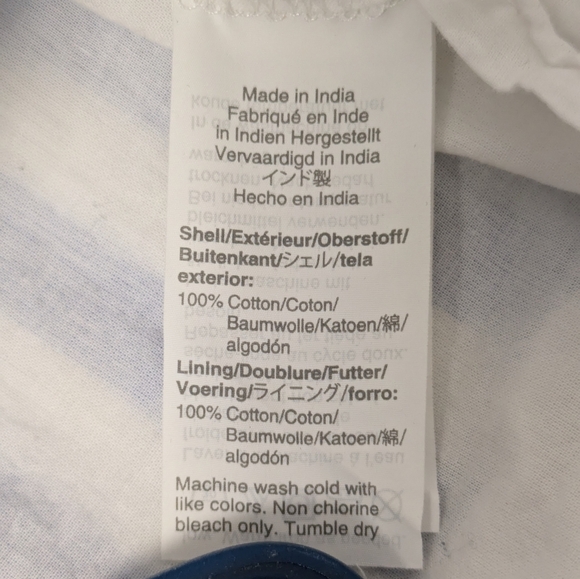 Made in India
Fabriqué en Inde
in Indien Hergestellt
Vervaardigd in India
インド製
Hecho en India
Shell/Extérieur/Oberstoff/
Buitenkant/シェル/tela
exterior:
100% Cotton/Coton/
Baumwolle/Katoen/綿/
algodón
Lining/Doublure/Futter/
Voering/ライニング/forro:
100% Cotton/Coton/
Baumwolle/Katoen/綿/
algodón
Machine wash cold with
like colors. Non chlorine
bleach only. Tumble dry